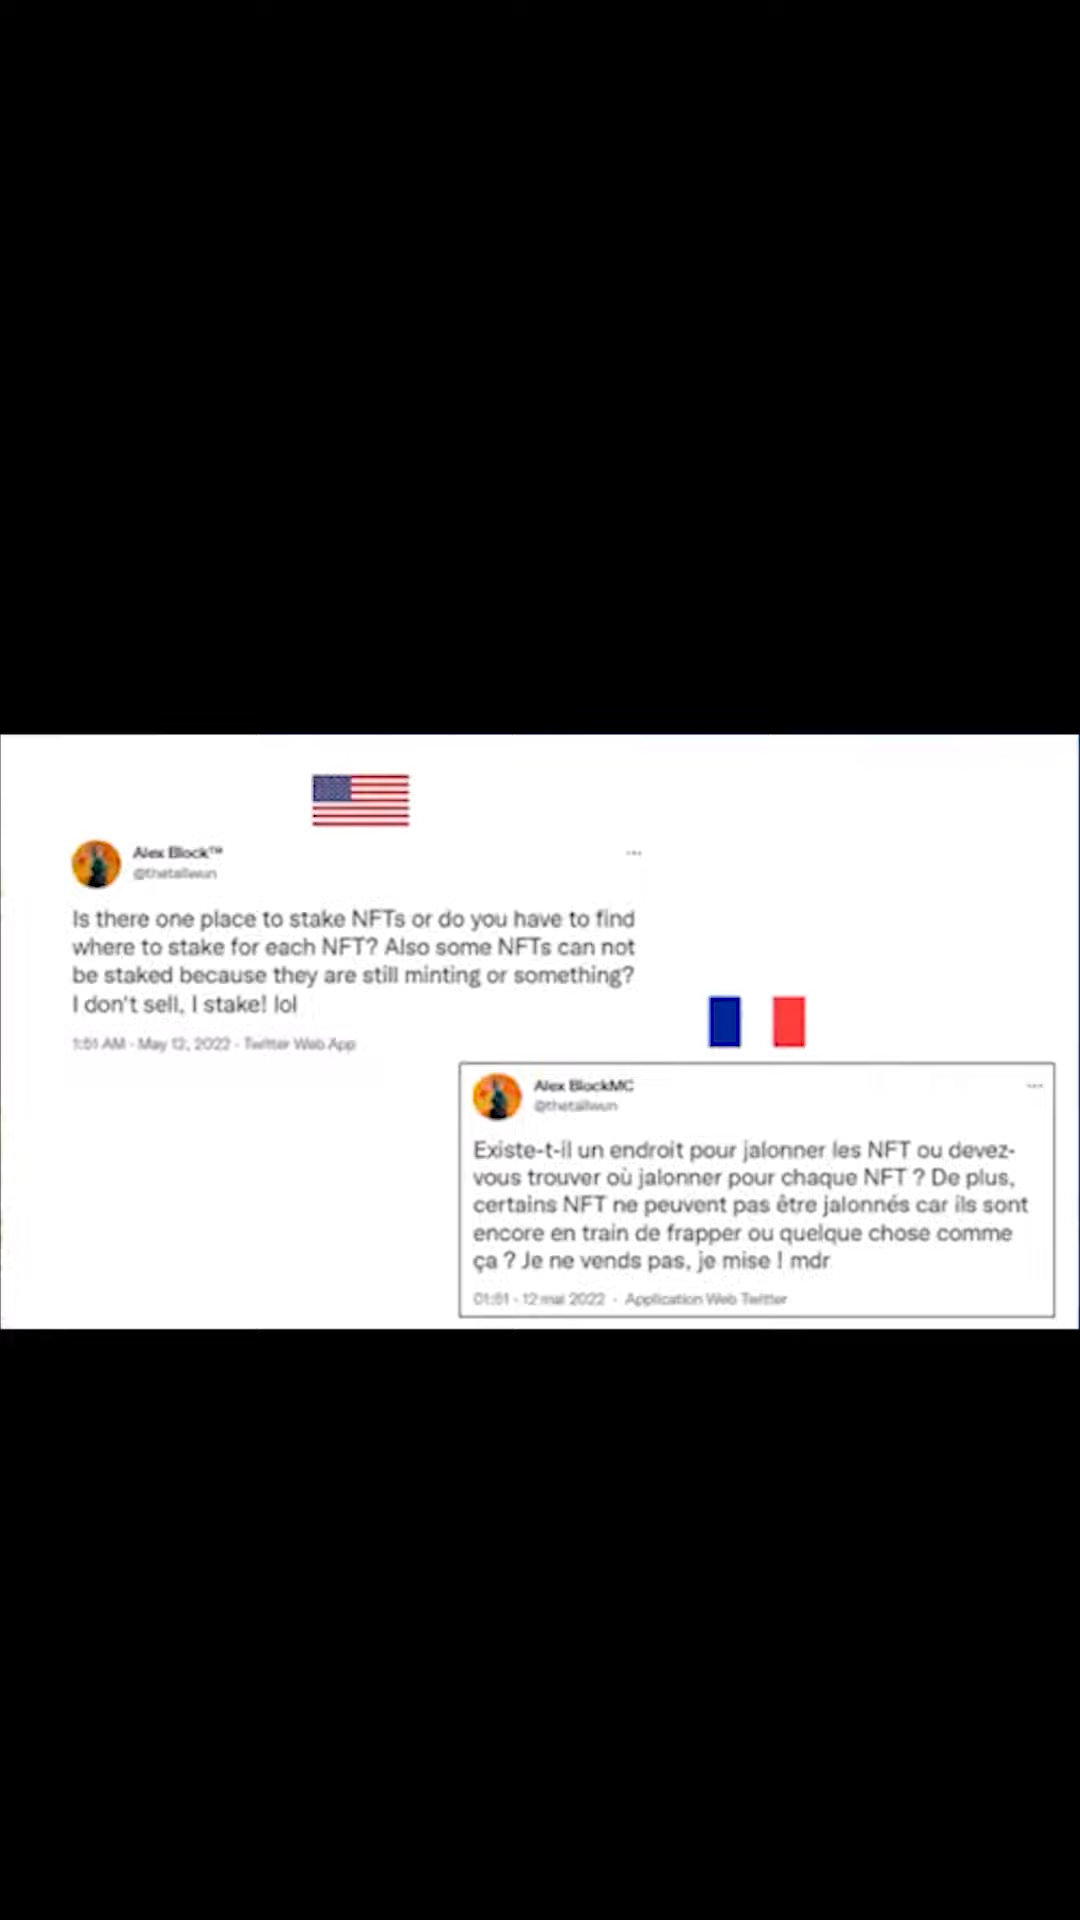 Alex Block™
...
@thetallwun
Is there one place to stake NFTs or do you have to find
where to stake for each NFT? Also some NFTs can not
be staked because they are still minting or something?
I don't sell, I stake! lol
1:51 AM · May 12, 2022 · Twitter Web App
Alex BlockMC
...
@thetallwun
Existe-t-il un endroit pour jalonner les NFT ou devez-
vous trouver où jalonner pour chaque NFT ? De plus,
certains NFT ne peuvent pas être jalonnés car ils sont
encore en train de frapper ou quelque chose comme
ça ? Je ne vends pas, je mise ! mdr
01:51 · 12 mai 2022 · Application Web Twitter